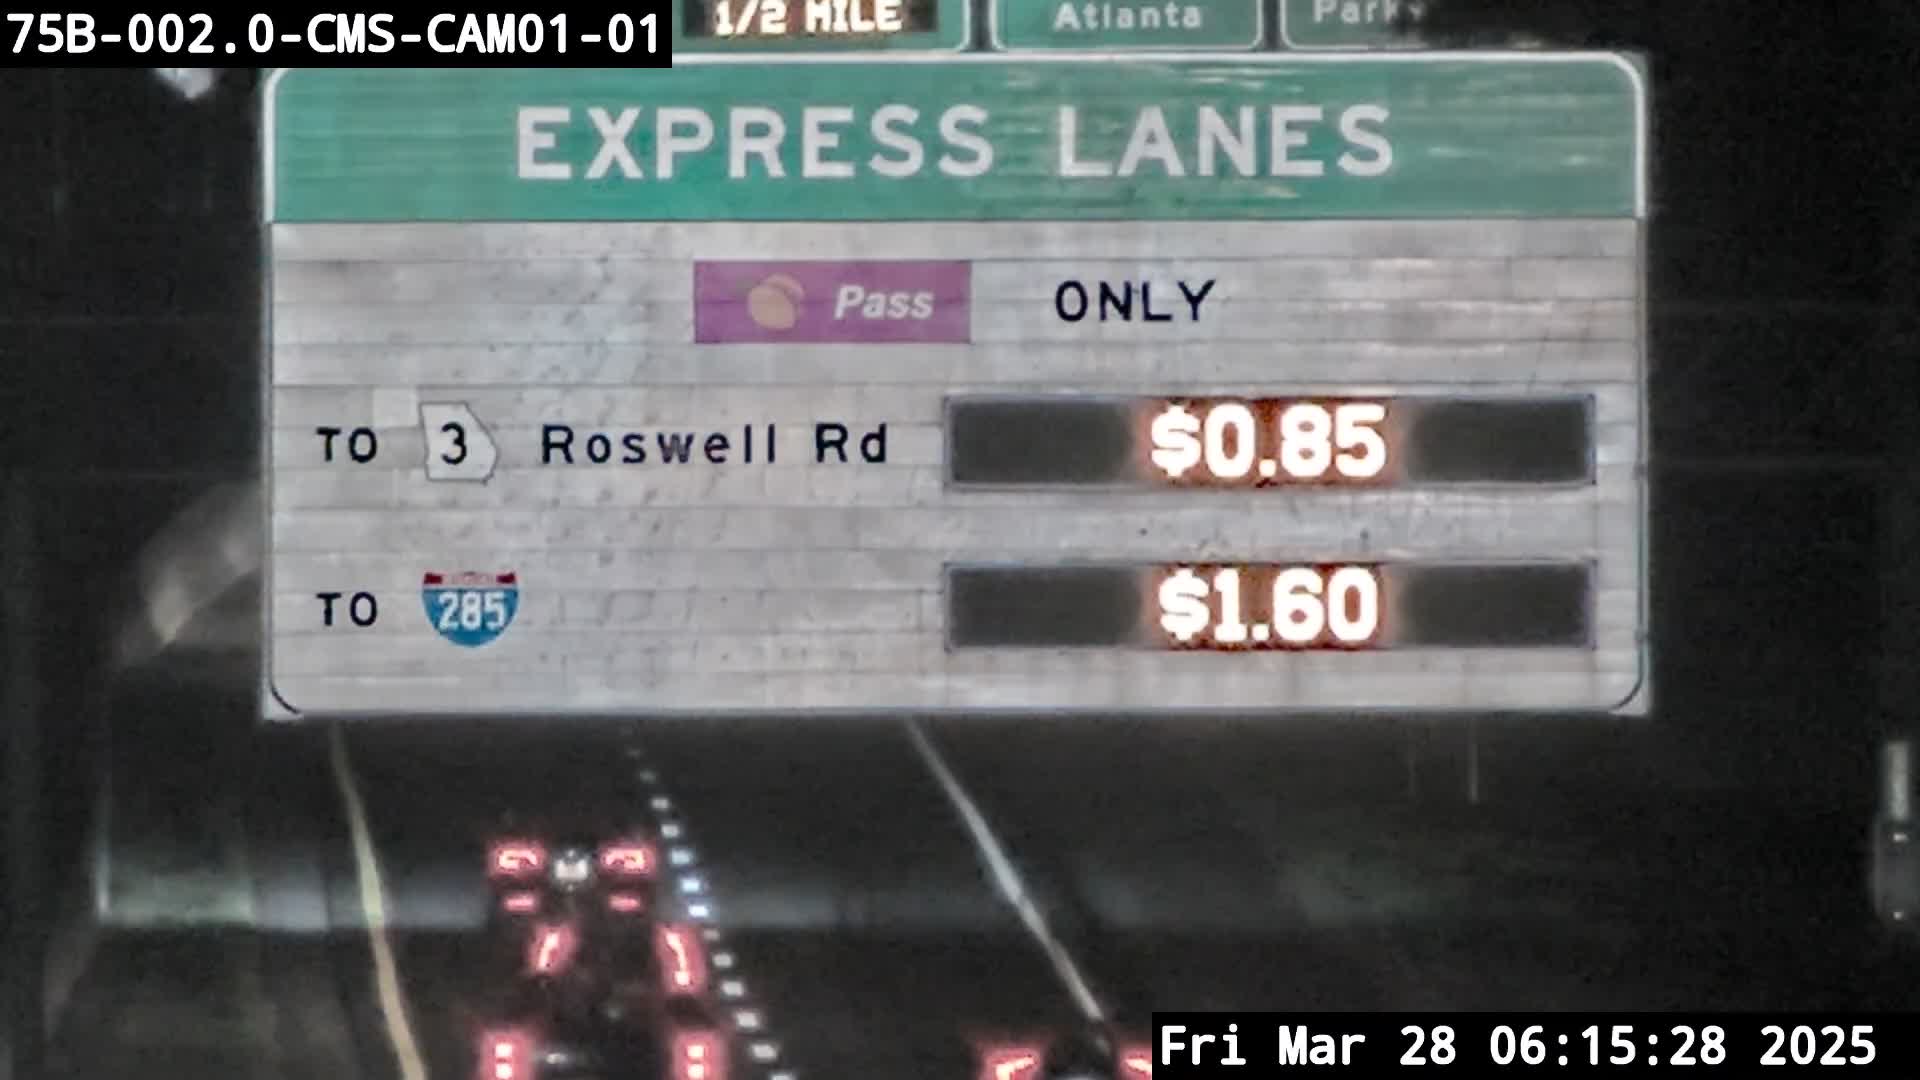 75B-002.0-CMS-CAM01-01
1/2 MILE
Atlanta
EXPRESS LANES
Pass ONLY
TO 3 Roswell Rd $0.85
TO 285 $1.60
Fri Mar 28 06:15:28 2025